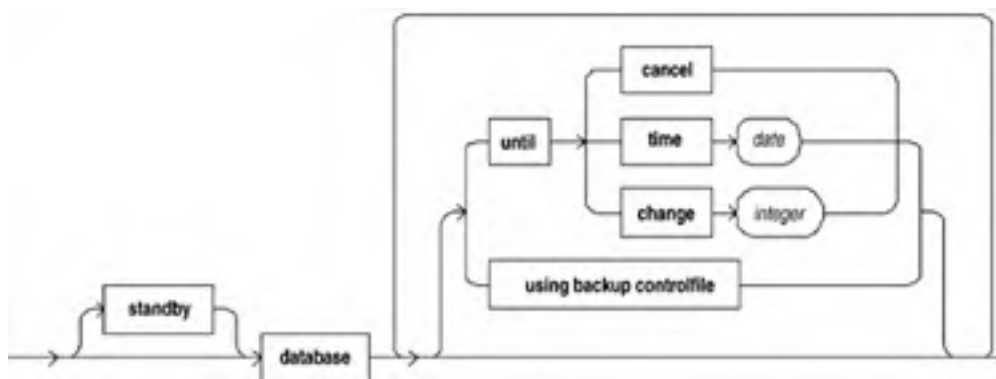 cancel
until
time
date
change
integer
using backup controlfile
standby
database